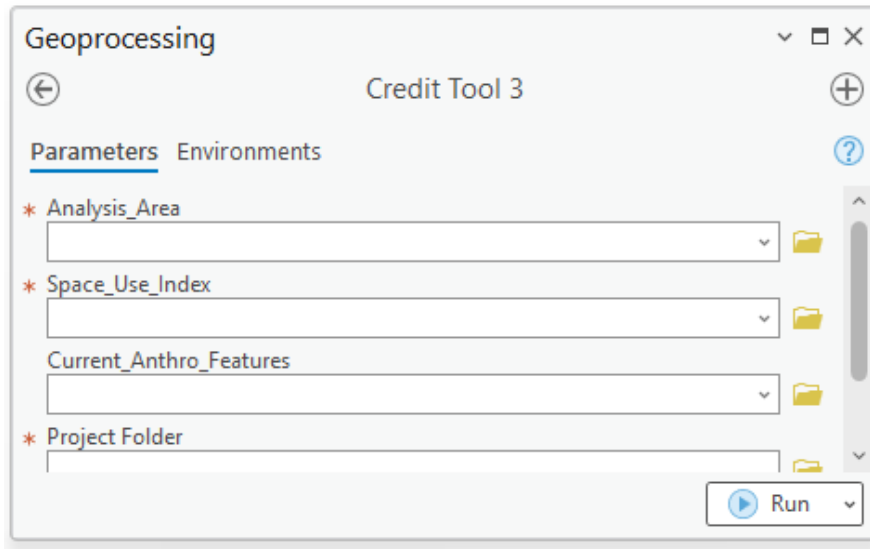 Geoprocessing
Credit Tool 3
Parameters Environments
* Analysis_Area
* Space_Use_Index
Current_Anthro_Features
* Project Folder
Run